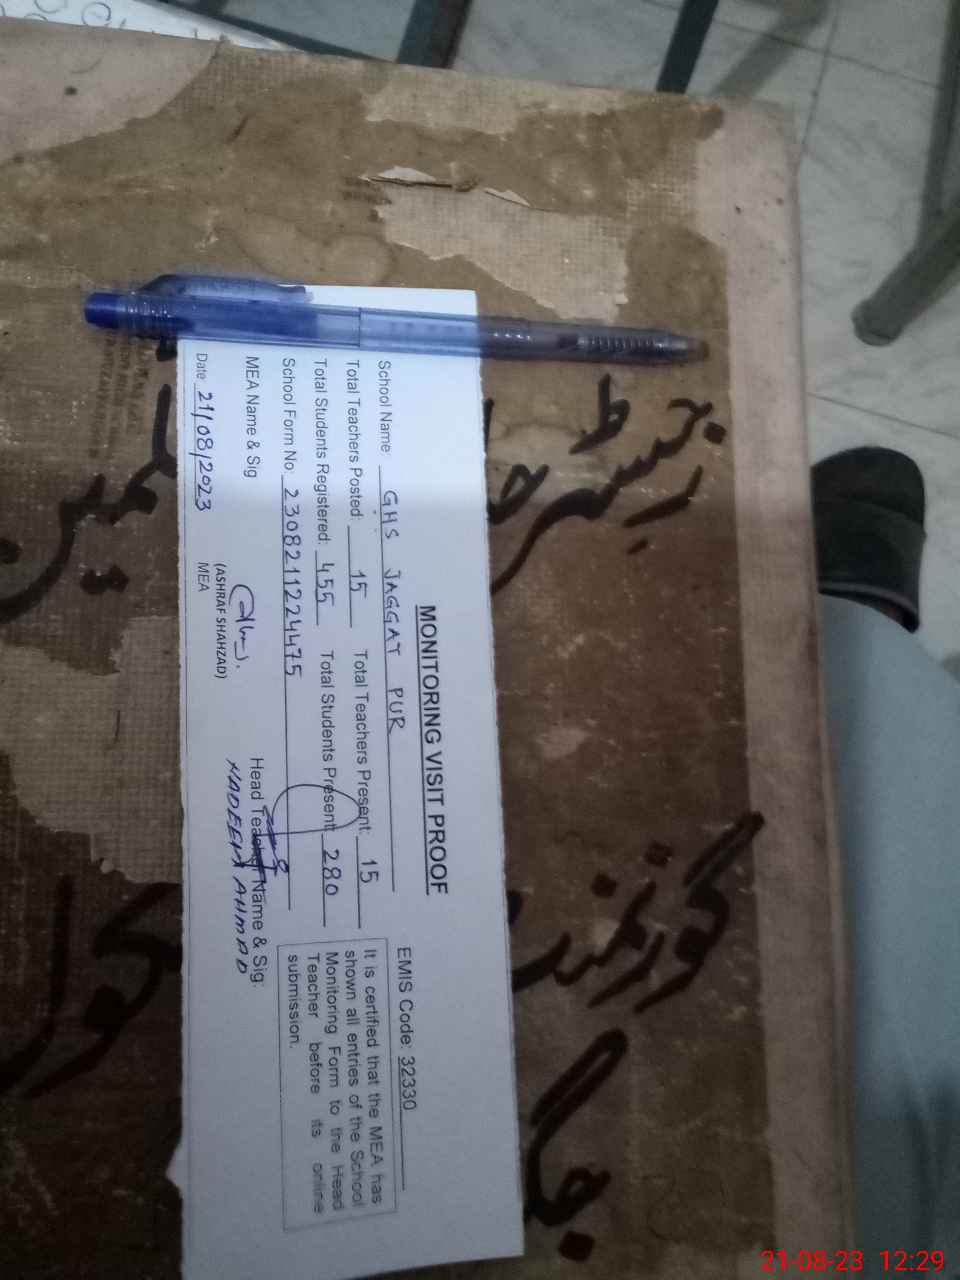 MONITORING VISIT PROOF
EMIS Code: 32330
School Name: GHS JAGGAT PUR
Total Teachers Posted: 15 Total Teachers Present: 15
Total Students Registered: 455 Total Students Present: 280
School Form No: 2308211224475
It is certified that the MEA has
shown all entries of the School
Monitoring Form to the Head
Teacher before its online
submission.
MEA Name & Sig
Head Teacher Name & Sig:
NADEEM AHMAD
(ASHRAF SHAHZAD)
MEA
Date 21/08/2023
رجسٹر
گورنمنٹ
21-08-23 12:29